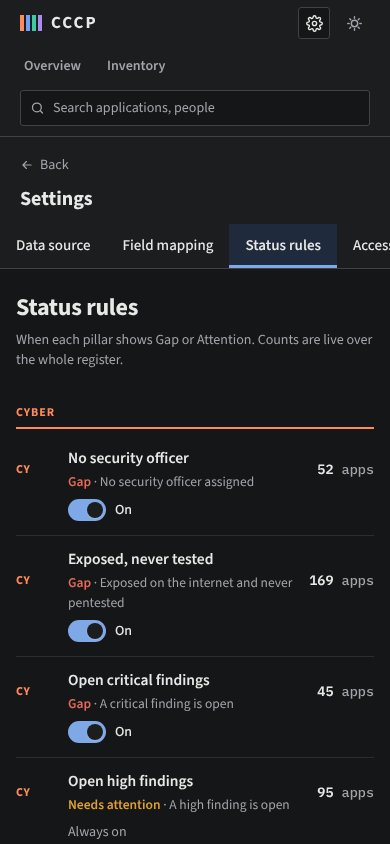 CCCP
Overview Inventory
Search applications, people
Back
Settings
Data source Field mapping Status rules Acces
Status rules
When each pillar shows Gap or Attention. Counts are live over
the whole register.
CYBER
No security officer
CY 52 apps
Gap · No security officer assigned
On
Exposed, never tested
CY 169 apps
Gap · Exposed on the internet and never
pentested
On
Open critical findings
CY 45 apps
Gap · A critical finding is open
On
Open high findings
CY 95 apps
Needs attention · A high finding is open
Always on